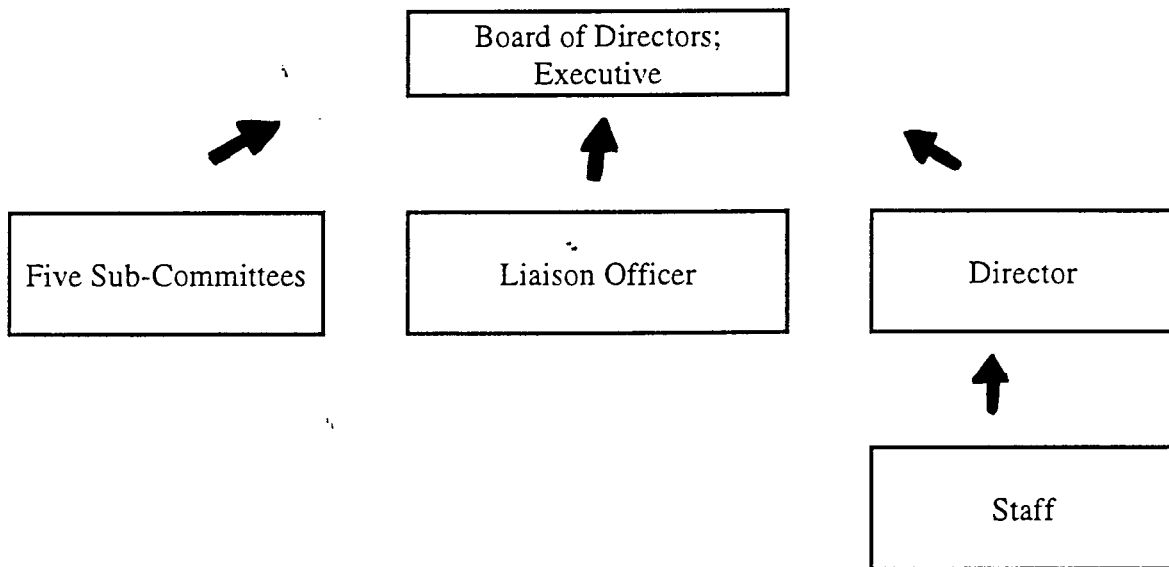 Board of Directors;
Executive
Five Sub-Committees
Liaison Officer
Director
Staff